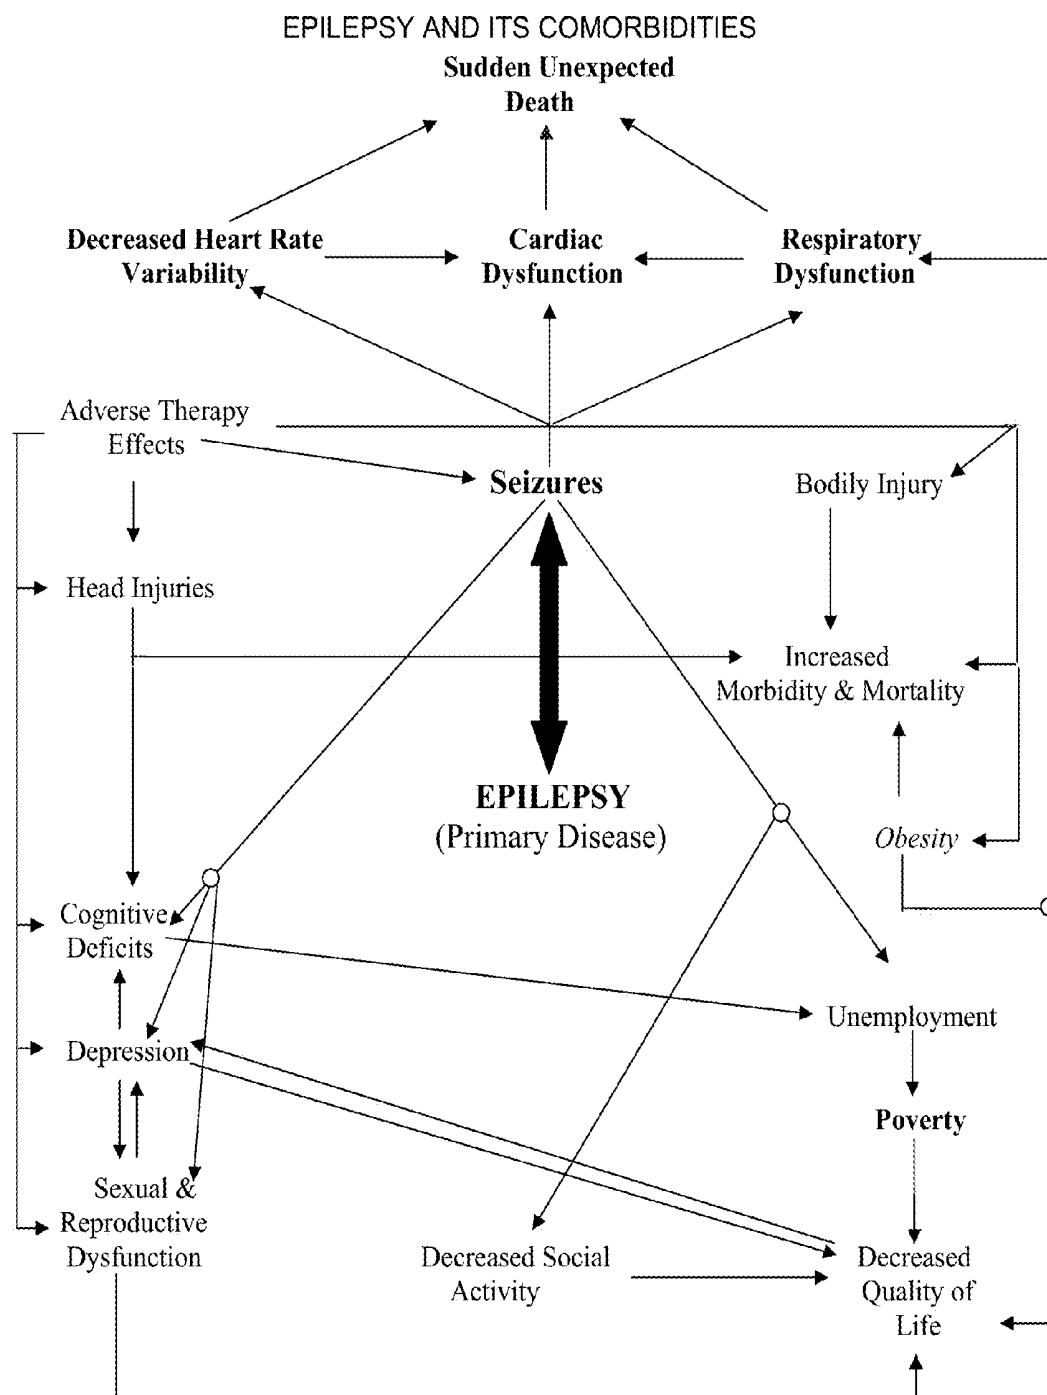 EPILEPSY AND ITS COMORBIDITIES
Sudden Unexpected
Death
Decreased Heart Rate
Variability
Cardiac
Dysfunction
Respiratory
Dysfunction
Adverse Therapy
Effects
Seizures
Bodily Injury
Head Injuries
Increased
Morbidity & Mortality
EPILEPSY
(Primary Disease)
Obesity
Cognitive
Deficits
Unemployment
Depression
Poverty
Sexual &
Reproductive
Dysfunction
Decreased Social
Activity
Decreased
Quality of
Life